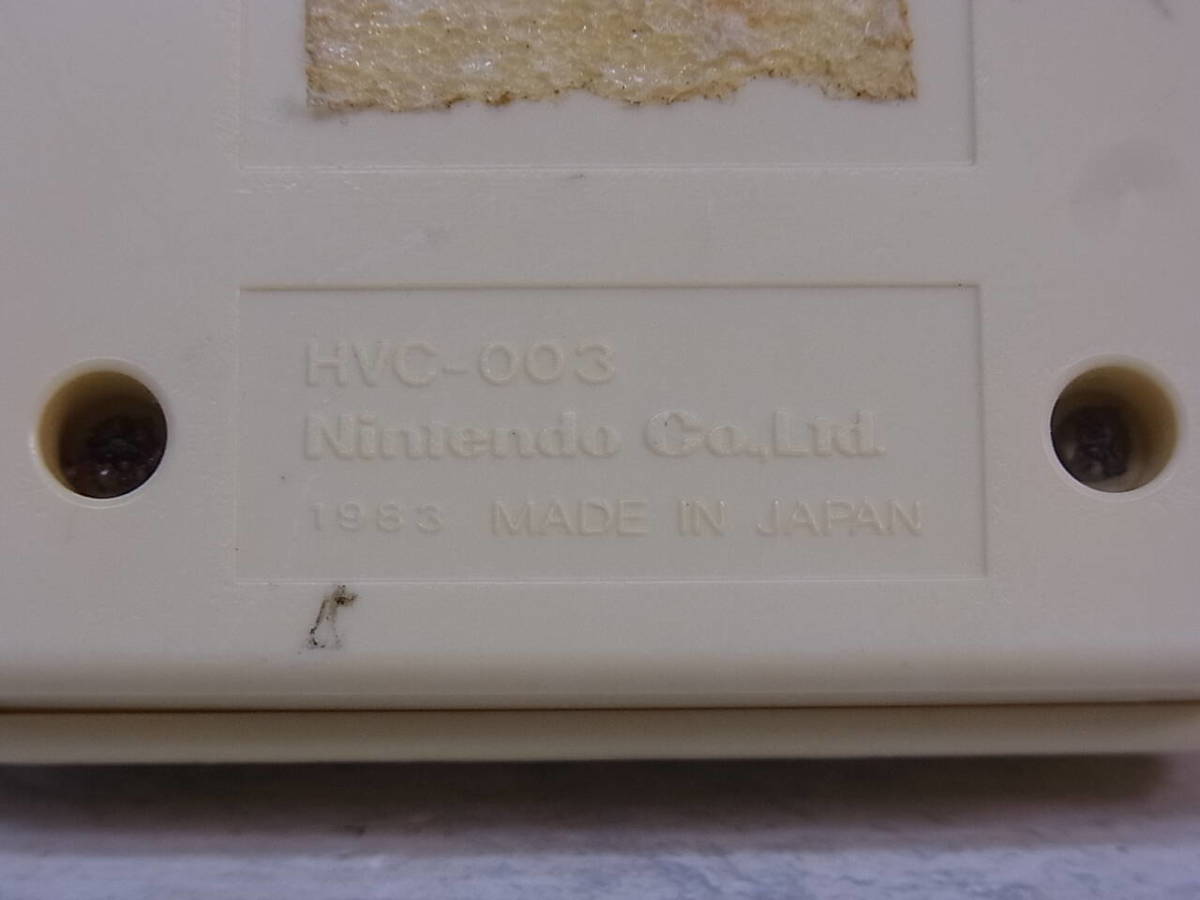 HVC-003
Nintendo Co.,Ltd.
1983 MADE IN JAPAN